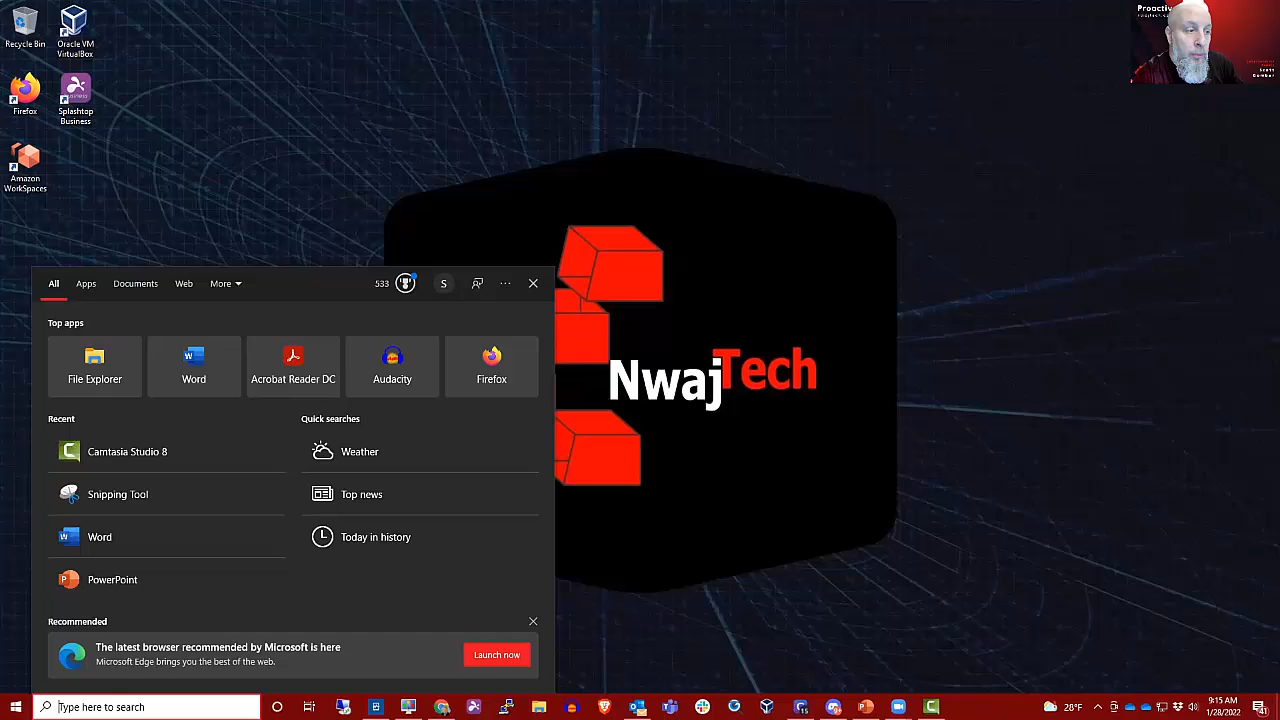 Proactiv
Scott
Gombar
Recycle Bin
Oracle VM
VirtualBox
Firefox
Splashtop
Business
Amazon
WorkSpaces
All
Apps
Documents
Web
More
533
S
Top apps
File Explorer
Word
Acrobat Reader DC
Audacity
Firefox
Recent
Quick searches
Camtasia Studio 8
Weather
Snipping Tool
Top news
Word
Today in history
PowerPoint
Recommended
The latest browser recommended by Microsoft is here
Microsoft Edge brings you the best of the web.
Launch now
NwajTech
Type here to search
28°F
9:15 AM
1/28/2022